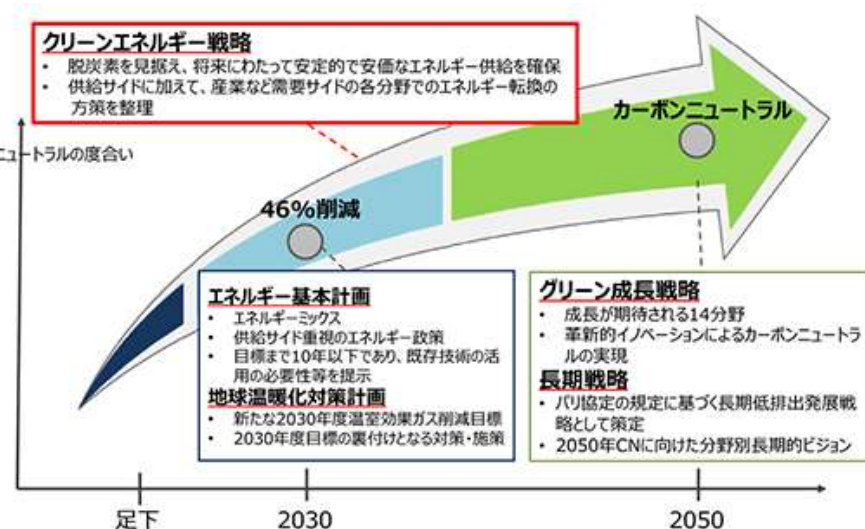 クリーンエネルギー戦略
• 脱炭素を見据え、将来にわたって安定的で安価なエネルギー供給を確保
• 供給サイドに加えて、産業など需要サイドの各分野でのエネルギー転換の
方策を整理
カーボンニュートラル
ニュートラルの度合い
46%削減
エネルギー基本計画
• エネルギーミックス
• 供給サイド重視のエネルギー政策
• 目標まで10年以下であり、既存技術の活
用の必要性等を提示
地球温暖化対策計画
• 新たな2030年度温室効果ガス削減目標
• 2030年度目標の裏付けとなる対策・施策
グリーン成長戦略
• 成長が期待される14分野
• 革新的イノベーションによるカーボンニュートラ
ルの実現
長期戦略
• パリ協定の規定に基づく長期低排出発展戦
略として策定
• 2050年CNに向けた分野別長期的ビジョン
足下
2030
2050